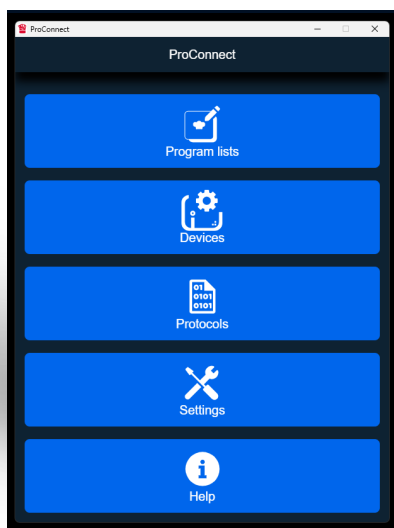 ProConnect
ProConnect
Program lists
Devices
01
0101
0101
Protocols
Settings
Help